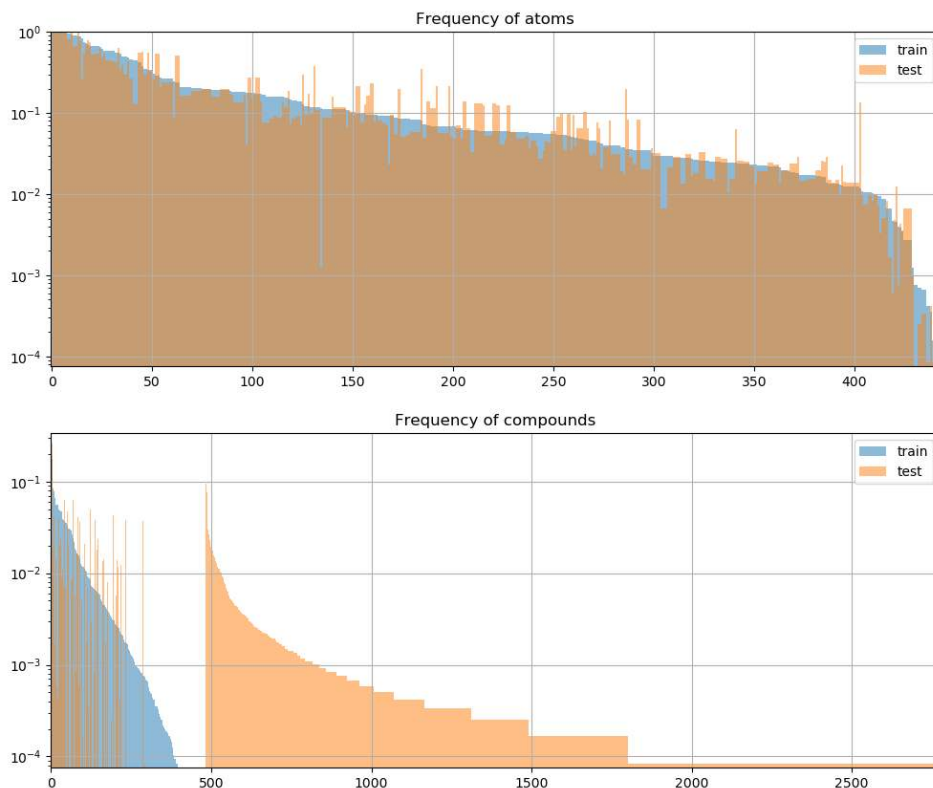 Frequency of atoms
10⁰
10⁻¹
10⁻²
10⁻³
10⁻⁴
train
test
0 50 100 150 200 250 300 350 400
Frequency of compounds
10⁻¹
10⁻²
10⁻³
10⁻⁴
train
test
0 500 1000 1500 2000 2500